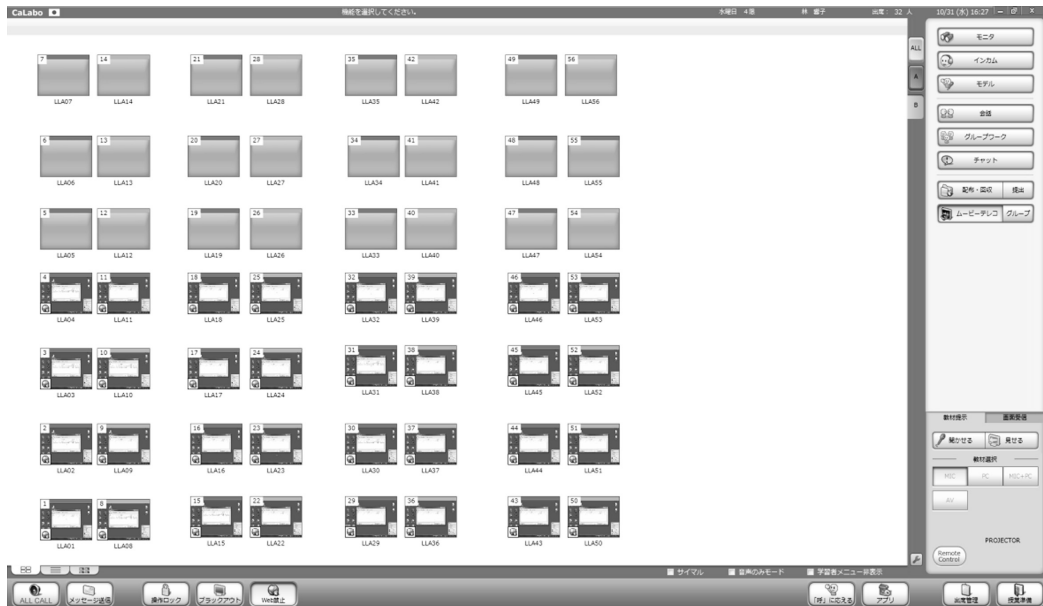 CaLabo 機能を選択してください。 水曜日 4限 林 慶子 出席: 32 人 10/31 (水) 16:27
ALL
A
B
7 14 21 28 35 42 49 56
LLA07 LLA14 LLA21 LLA28 LLA35 LLA42 LLA49 LLA56
6 13 20 27 34 41 48 55
LLA06 LLA13 LLA20 LLA27 LLA34 LLA41 LLA48 LLA55
5 12 19 26 33 40 47 54
LLA05 LLA12 LLA19 LLA26 LLA33 LLA40 LLA47 LLA54
4 11 18 25 32 39 46 53
LLA04 LLA11 LLA18 LLA25 LLA32 LLA39 LLA46 LLA53
3 10 17 24 31 38 45 52
LLA03 LLA10 LLA17 LLA24 LLA31 LLA38 LLA45 LLA52
2 9 16 23 30 37 44 51
LLA02 LLA09 LLA16 LLA23 LLA30 LLA37 LLA44 LLA51
1 8 15 22 29 36 43 50
LLA01 LLA08 LLA15 LLA22 LLA29 LLA36 LLA43 LLA50
モニタ
インカム
モデル
会話
グループワーク
チャット
配布・回収 提出
ムービーテレコ グループ
教材提示 画面受信
聞かせる 見せる
教材選択
MIC PC MIC+PC
AV
PROJECTOR
Remote
Control
サイマル 音声のみモード 学習者メニュー非表示
ALL CALL メッセージ送信 操作ロック ブラックアウト Web禁止 「呼」に応える アプリ 出席管理 授業準備